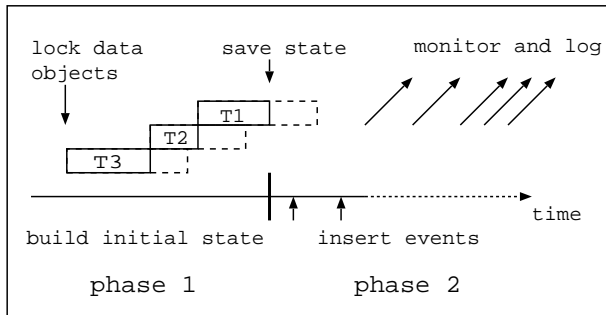 lock data
objects
save state
monitor and log
T1
T2
T3
time
build initial state
insert events
phase 1
phase 2